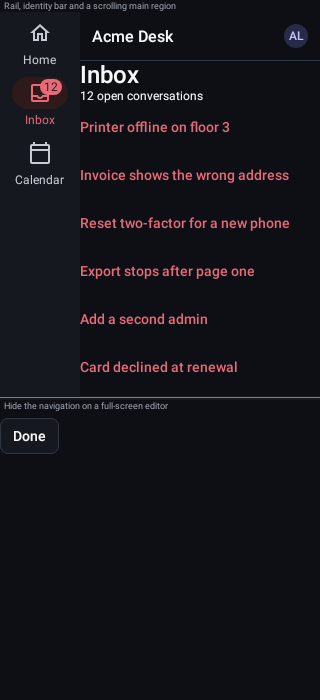 Rail, identity bar and a scrolling main region
Home
Acme Desk
AL
12
Inbox
Calendar
Inbox
12 open conversations
Printer offline on floor 3
Invoice shows the wrong address
Reset two-factor for a new phone
Export stops after page one
Add a second admin
Card declined at renewal
Hide the navigation on a full-screen editor
Done